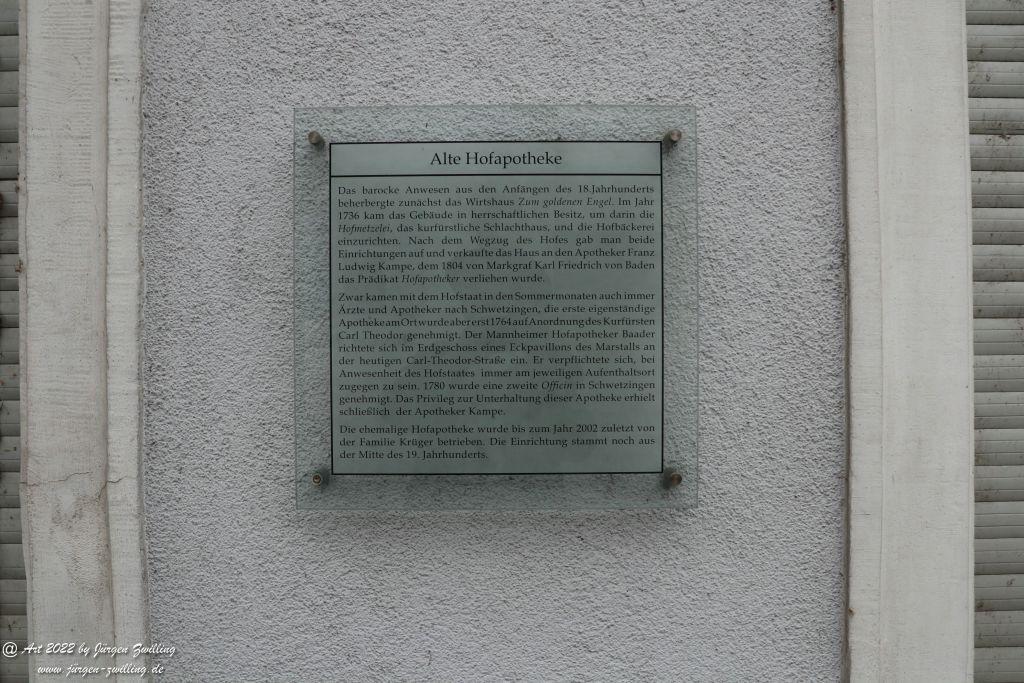 Alte Hofapotheke
Das barocke Anwesen aus den Anfängen des 18.Jahrhunderts
beherbergte zunächst das Wirtshaus Zum goldenen Engel. Im Jahr
1736 kam das Gebäude in herrschaftlichen Besitz, um darin die
Hofmetzelei, das kurfürstliche Schlachthaus, und die Hofbäckerei
einzurichten. Nach dem Wegzug des Hofes gab man beide
Einrichtungen auf und verkaufte das Haus an den Apotheker Franz
Ludwig Kampe, dem 1804 von Markgraf Karl Friedrich von Baden
das Prädikat Hofapotheker verliehen wurde.
Zwar kamen mit dem Hofstaat in den Sommermonaten auch immer
Ärzte und Apotheker nach Schwetzingen, die erste eigenständige
Apotheke am Ort wurde aber erst 1764 auf Anordnung des Kurfürsten
Carl Theodor genehmigt. Der Mannheimer Hofapotheker Baader
richtete sich im Erdgeschoss eines Eckpavillons des Marstalls an
der heutigen Carl-Theodor-Straße ein. Er verpflichtete sich, bei
Anwesenheit des Hofstaates immer am jeweiligen Aufenthaltsort
zugegen zu sein. 1780 wurde eine zweite Officin in Schwetzingen
genehmigt. Das Privileg zur Unterhaltung dieser Apotheke erhielt
schließlich der Apotheker Kampe.
Die ehemalige Hofapotheke wurde bis zum Jahr 2002 zuletzt von
der Familie Krüger betrieben. Die Einrichtung stammt noch aus
der Mitte des 19. Jahrhunderts.
@ Art 2022 by Jürgen Zwilling
www.jürgen-zwilling.de